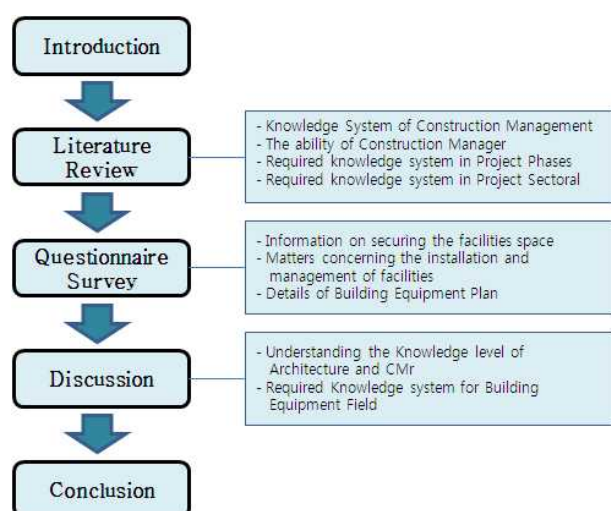 Introduction
Literature
Review
- Knowledge System of Construction Management
- The ability of Construction Manager
- Required knowledge system in Project Phases
- Required knowledge system in Project Sectoral
Questionnaire
Survey
- Information on securing the facilities space
- Matters concerning the installation and
management of facilities
- Details of Building Equipment Plan
Discussion
- Understanding the Knowledge level of
Architecture and CMr
- Required Knowledge system for Building
Equipment Field
Conclusion